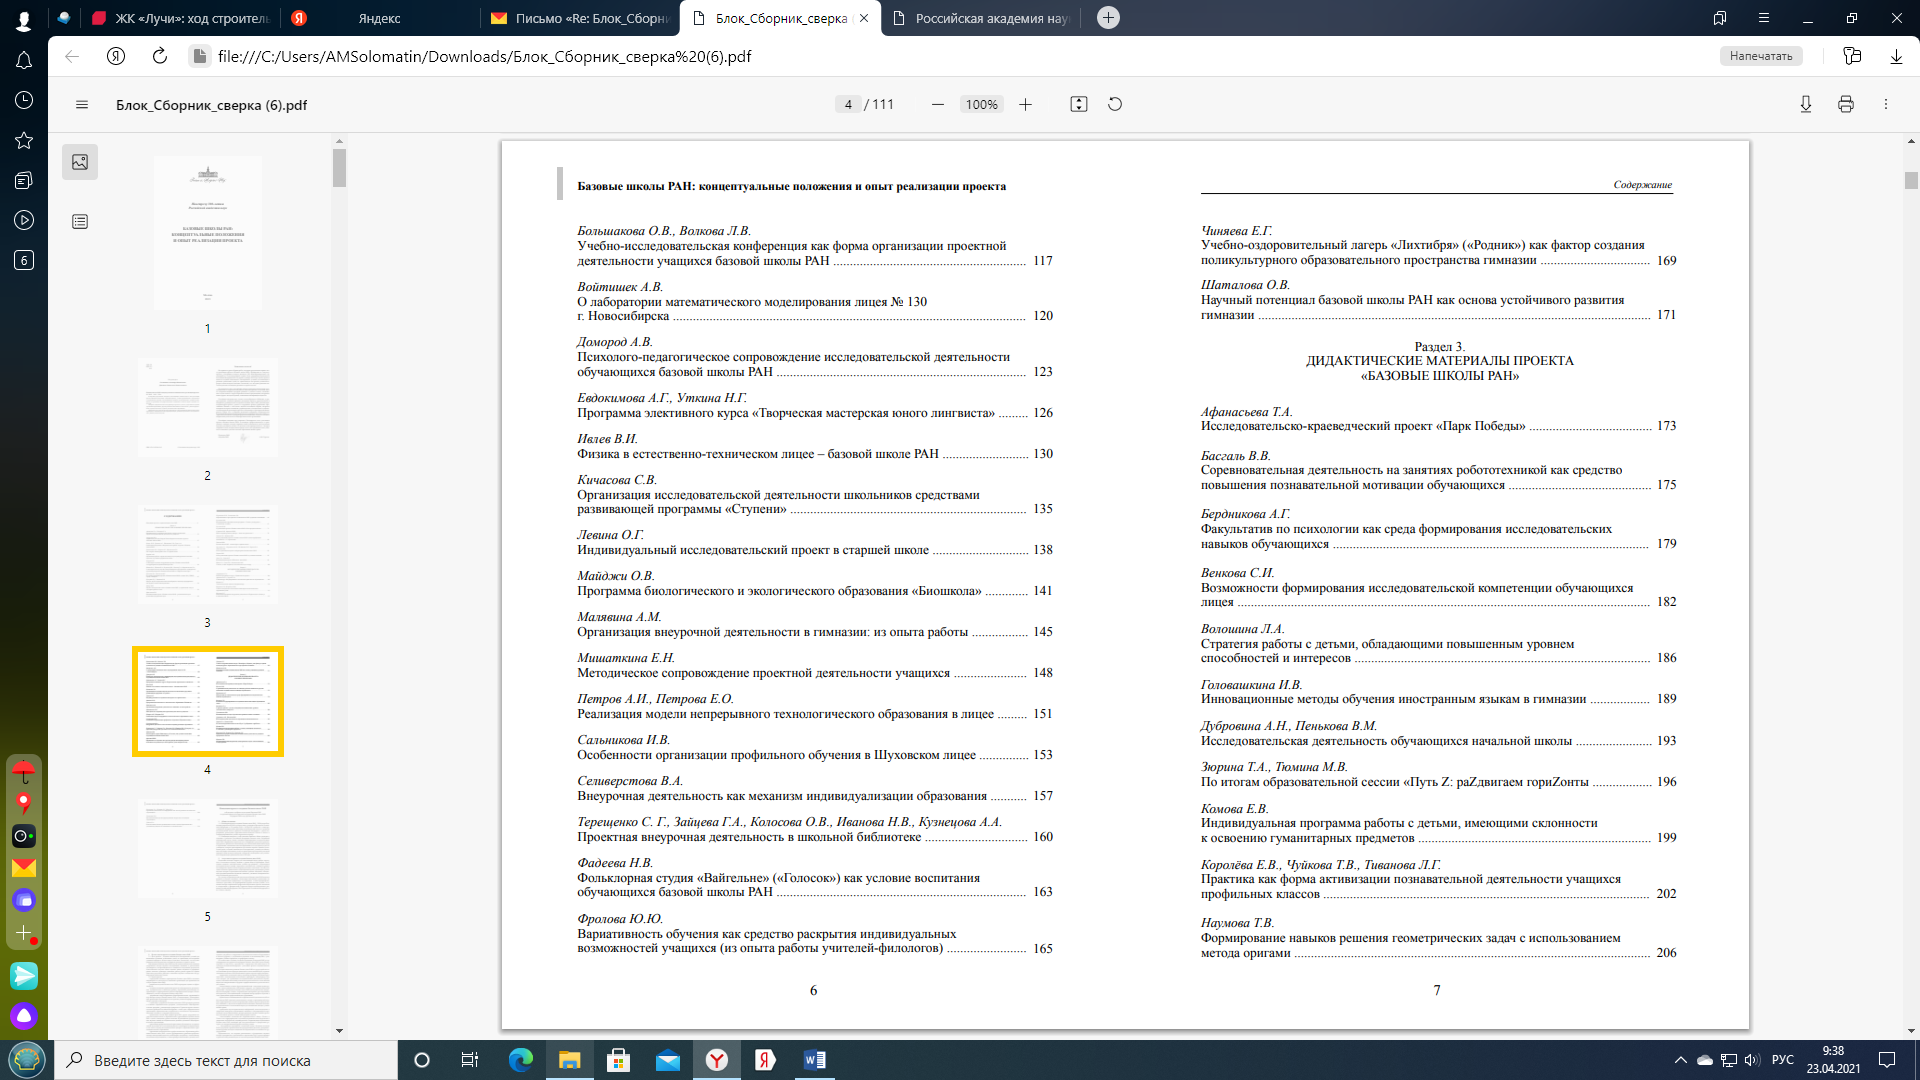 ЖК «Лучи»: ход строитель
Яндекс
Письмо «Re: Блок_Сборни
Блок_Сборник_сверка
Российская академия нау
file:///C:/Users/AMSolomatin/Downloads/Блок_Сборник_сверка%20(6).pdf
Напечатать
Блок_Сборник_сверка (6).pdf
4 / 111
100%
6
1
2
3
4
5
Базовые школы РАН: концептуальные положения и опыт реализации проекта
Большакова О.В., Волкова Л.В.
Учебно-исследовательская конференция как форма организации проектной
деятельности учащихся базовой школы РАН 117
Войтишек А.В.
О лаборатории математического моделирования лицея № 130
г. Новосибирска 120
Домород А.В.
Психолого-педагогическое сопровождение исследовательской деятельности
обучающихся базовой школы РАН 123
Евдокимова А.Г., Уткина Н.Г.
Программа элективного курса «Творческая мастерская юного лингвиста» 126
Ивлев В.И.
Физика в естественно-техническом лицее – базовой школе РАН 130
Кичасова С.В.
Организация исследовательской деятельности школьников средствами
развивающей программы «Ступени» 135
Левина О.Г.
Индивидуальный исследовательский проект в старшей школе 138
Майджи О.В.
Программа биологического и экологического образования «Биошкола» 141
Малявина А.М.
Организация внеурочной деятельности в гимназии: из опыта работы 145
Мишаткина Е.Н.
Методическое сопровождение проектной деятельности учащихся 148
Петров А.И., Петрова Е.О.
Реализация модели непрерывного технологического образования в лицее 151
Сальникова И.В.
Особенности организации профильного обучения в Шуховском лицее 153
Селиверстова В.А.
Внеурочная деятельность как механизм индивидуализации образования 157
Терещенко С. Г., Зайцева Г.А., Колосова О.В., Иванова Н.В., Кузнецова А.А.
Проектная внеурочная деятельность в школьной библиотеке 160
Фадеева Н.В.
Фольклорная студия «Вайгельне» («Голосок») как условие воспитания
обучающихся базовой школы РАН 163
Фролова Ю.Ю.
Вариативность обучения как средство раскрытия индивидуальных
возможностей учащихся (из опыта работы учителей-филологов) 165
6
Содержание
Чиняева Е.Г.
Учебно-оздоровительный лагерь «Лихтибря» («Родник») как фактор создания
поликультурного образовательного пространства гимназии 169
Шаталова О.В.
Научный потенциал базовой школы РАН как основа устойчивого развития
гимназии 171
Раздел 3.
ДИДАКТИЧЕСКИЕ МАТЕРИАЛЫ ПРОЕКТА
«БАЗОВЫЕ ШКОЛЫ РАН»
Афанасьева Т.А.
Исследовательско-краеведческий проект «Парк Победы» 173
Басгаль В.В.
Соревновательная деятельность на занятиях робототехникой как средство
повышения познавательной мотивации обучающихся 175
Бердникова А.Г.
Факультатив по психологии как среда формирования исследовательских
навыков обучающихся 179
Венкова С.И.
Возможности формирования исследовательской компетенции обучающихся
лицея 182
Волошина Л.А.
Стратегия работы с детьми, обладающими повышенным уровнем
способностей и интересов 186
Головашкина И.В.
Инновационные методы обучения иностранным языкам в гимназии 189
Дубровина А.Н., Пенькова В.М.
Исследовательская деятельность обучающихся начальной школы 193
Зюрина Т.А., Тюмина М.В.
По итогам образовательной сессии «Путь Z: раZдвигаем гориZонты 196
Комова Е.В.
Индивидуальная программа работы с детьми, имеющими склонности
к освоению гуманитарных предметов 199
Королёва Е.В., Чуйкова Т.В., Тиванова Л.Г.
Практика как форма активизации познавательной деятельности учащихся
профильных классов 202
Наумова Т.В.
Формирование навыков решения геометрических задач с использованием
метода оригами 206
7
Введите здесь текст для поиска
РУС
9:38
23.04.2021